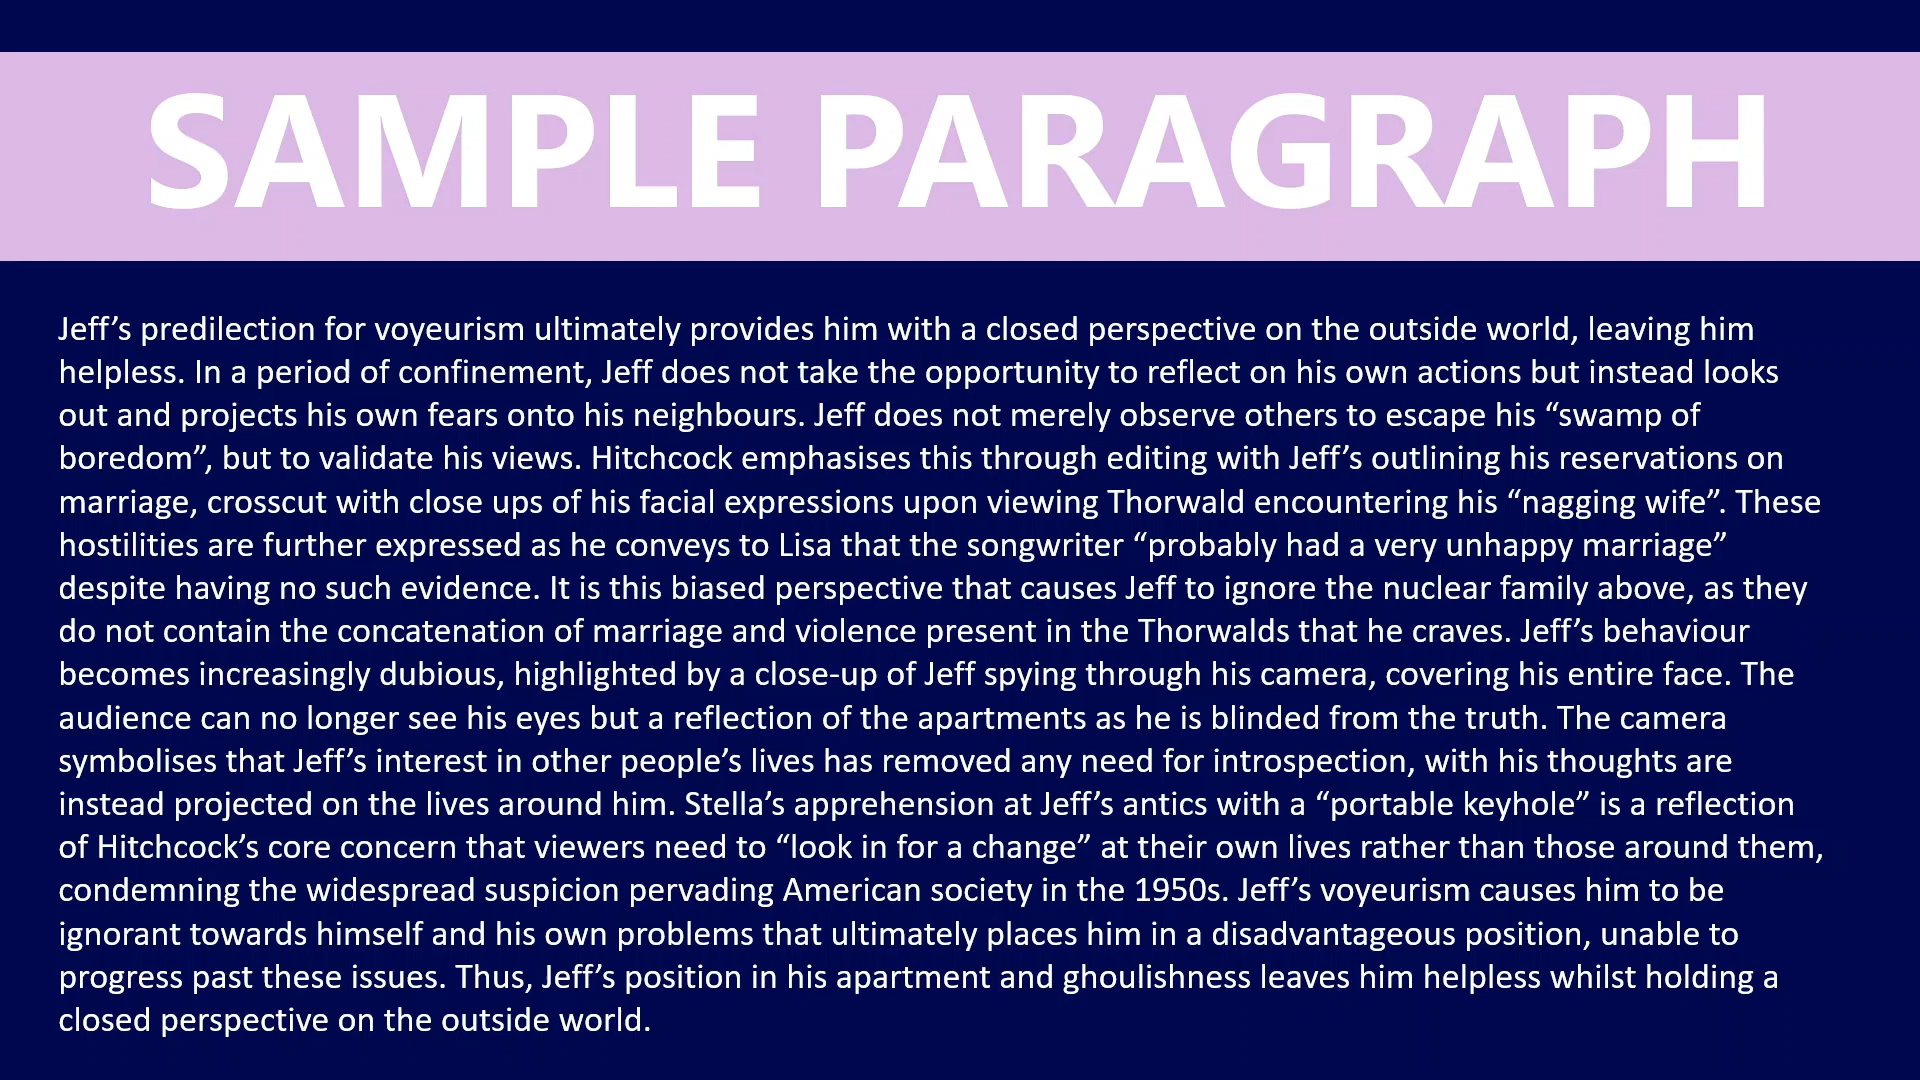 SAMPLE PARAGRAPH
Jeff’s predilection for voyeurism ultimately provides him with a closed perspective on the outside world, leaving him
helpless. In a period of confinement, Jeff does not take the opportunity to reflect on his own actions but instead looks
out and projects his own fears onto his neighbours. Jeff does not merely observe others to escape his “swamp of
boredom”, but to validate his views. Hitchcock emphasises this through editing with Jeff’s outlining his reservations on
marriage, crosscut with close ups of his facial expressions upon viewing Thorwald encountering his “nagging wife”. These
hostilities are further expressed as he conveys to Lisa that the songwriter “probably had a very unhappy marriage”
despite having no such evidence. It is this biased perspective that causes Jeff to ignore the nuclear family above, as they
do not contain the concatenation of marriage and violence present in the Thorwalds that he craves. Jeff’s behaviour
becomes increasingly dubious, highlighted by a close-up of Jeff spying through his camera, covering his entire face. The
audience can no longer see his eyes but a reflection of the apartments as he is blinded from the truth. The camera
symbolises that Jeff’s interest in other people’s lives has removed any need for introspection, with his thoughts are
instead projected on the lives around him. Stella’s apprehension at Jeff’s antics with a “portable keyhole” is a reflection
of Hitchcock’s core concern that viewers need to “look in for a change” at their own lives rather than those around them,
condemning the widespread suspicion pervading American society in the 1950s. Jeff’s voyeurism causes him to be
ignorant towards himself and his own problems that ultimately places him in a disadvantageous position, unable to
progress past these issues. Thus, Jeff’s position in his apartment and ghoulishness leaves him helpless whilst holding a
closed perspective on the outside world.